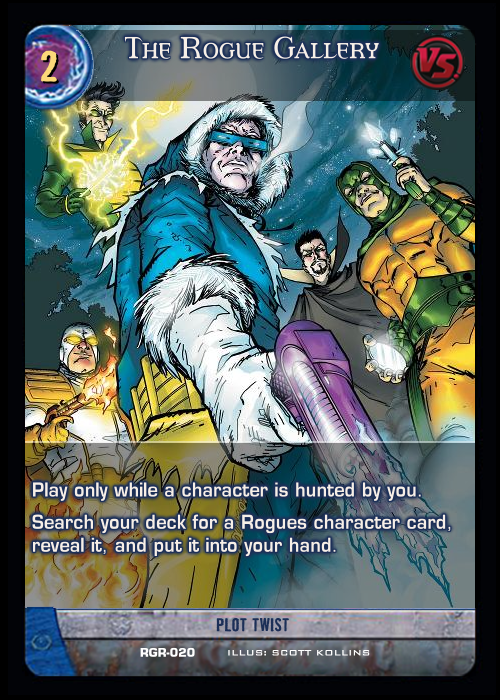 2
THE ROGUE GALLERY
VS.
Play only while a character is hunted by you.
Search your deck for a Rogues character card,
reveal it, and put it into your hand.
PLOT TWIST
RGR-020 ILLUS: SCOTT KOLLINS